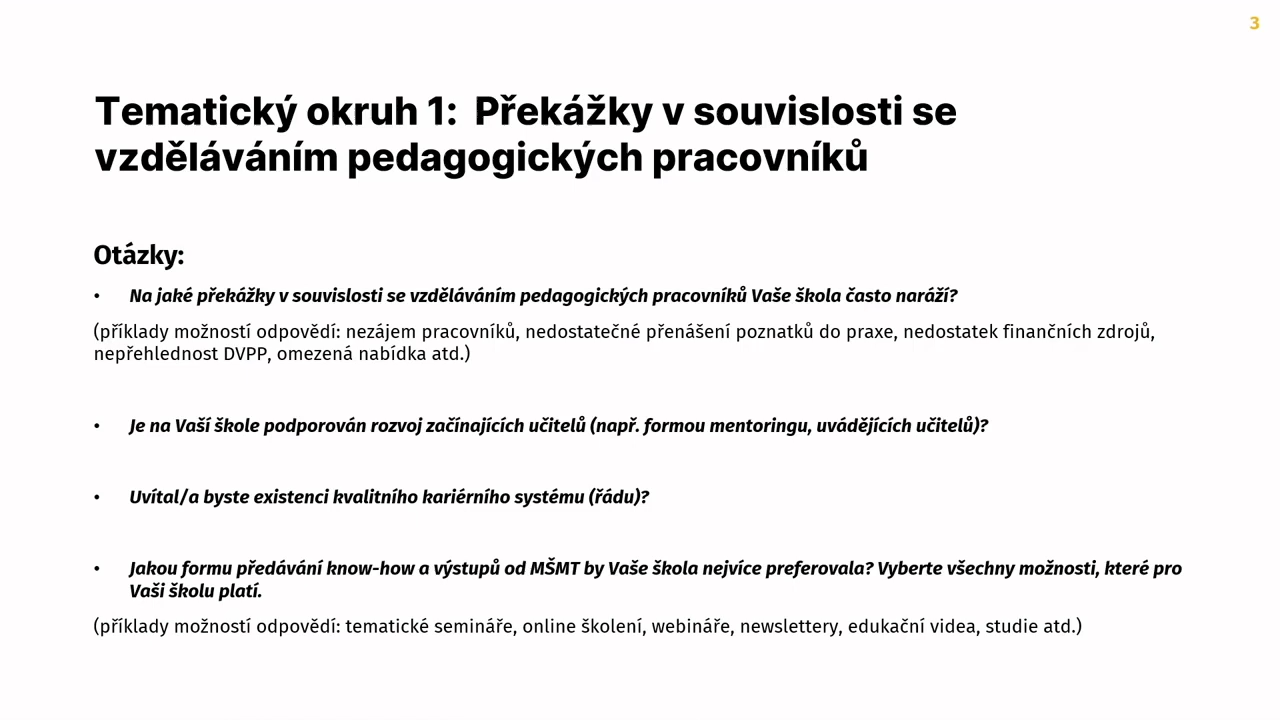 3
Tematický okruh 1:  Překážky v souvislosti se
vzděláváním pedagogických pracovníků
Otázky:
• Na jaké překážky v souvislosti se vzděláváním pedagogických pracovníků Vaše škola často naráží?
(příklady možností odpovědí: nezájem pracovníků, nedostatečné přenášení poznatků do praxe, nedostatek finančních zdrojů,
nepřehlednost DVPP, omezená nabídka atd.)
• Je na Vaší škole podporován rozvoj začínajících učitelů (např. formou mentoringu, uvádějících učitelů)?
• Uvítal/a byste existenci kvalitního kariérního systému (řádu)?
• Jakou formu předávání know-how a výstupů od MŠMT by Vaše škola nejvíce preferovala? Vyberte všechny možnosti, které pro
Vaši školu platí.
(příklady možností odpovědí: tematické semináře, online školení, webináře, newslettery, edukační videa, studie atd.)